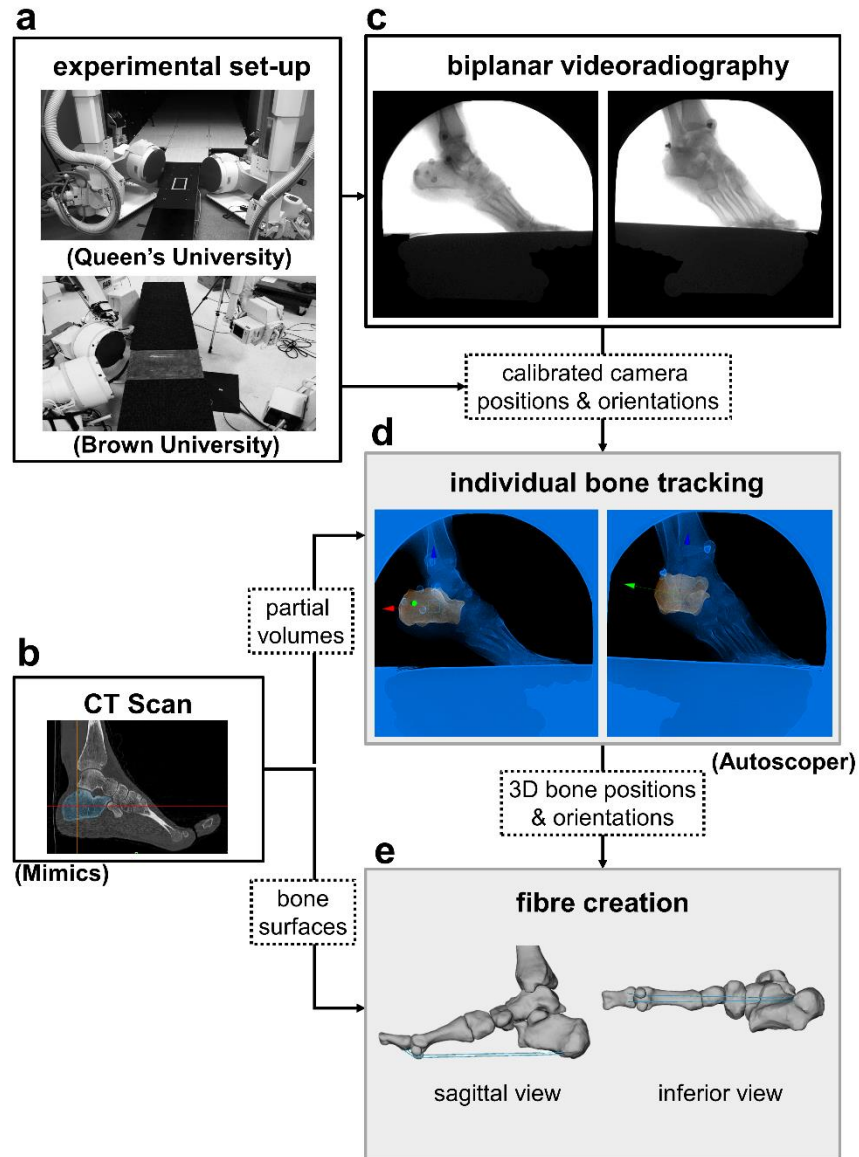 a
experimental set-up
(Queen's University)
(Brown University)
c
biplanar videoradiography
calibrated camera
positions & orientations
d
individual bone tracking
(Autoscoper)
partial
volumes
b
CT Scan
(Mimics)
bone
surfaces
3D bone positions
& orientations
e
fibre creation
sagittal view
inferior view